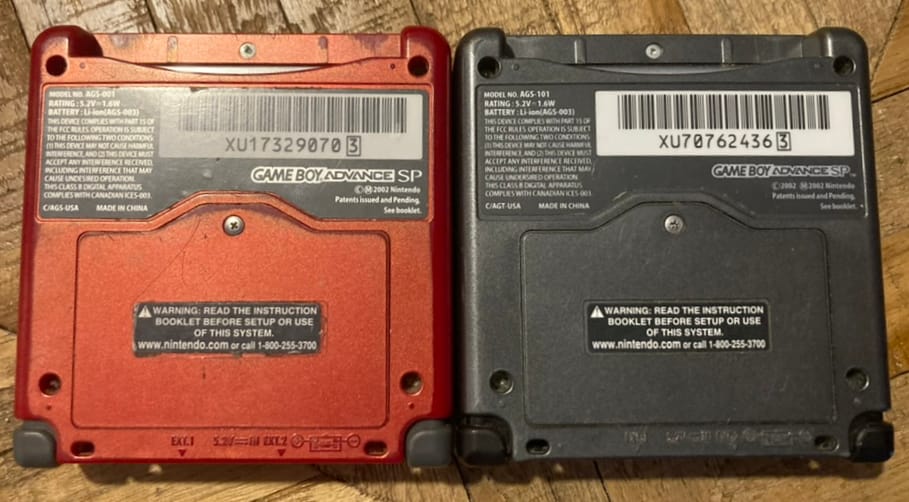 MODEL NO. AGS-001
RATING : 5.2V⎓1.6W
BATTERY : Li-ion(AGS-003)
THIS DEVICE COMPLIES WITH PART 15 OF
THE FCC RULES. OPERATION IS SUBJECT
TO THE FOLLOWING TWO CONDITIONS:
(1) THIS DEVICE MAY NOT CAUSE HARMFUL
INTERFERENCE, AND (2) THIS DEVICE MUST
ACCEPT ANY INTERFERENCE RECEIVED,
INCLUDING INTERFERENCE THAT MAY
CAUSE UNDESIRED OPERATION.
THIS CLASS B DIGITAL APPARATUS
COMPLIES WITH CANADIAN ICES-003.
C/AGS-USA MADE IN CHINA
XU17329070 3
GAME BOY ADVANCE SP
©Ⓜ2002 Nintendo
Patents issued and Pending.
See booklet.
WARNING: READ THE INSTRUCTION
BOOKLET BEFORE SETUP OR USE
OF THIS SYSTEM.
www.nintendo.com or call 1-800-255-3700
EXT.1 5.2V⎓IN EXT.2
MODEL NO. AGS-101
RATING : 5.2V⎓1.6W
BATTERY : Li-ion(AGS-003)
THIS DEVICE COMPLIES WITH PART 15 OF
THE FCC RULES. OPERATION IS SUBJECT
TO THE FOLLOWING TWO CONDITIONS:
(1) THIS DEVICE MAY NOT CAUSE HARMFUL
INTERFERENCE, AND (2) THIS DEVICE MUST
ACCEPT ANY INTERFERENCE RECEIVED,
INCLUDING INTERFERENCE THAT MAY
CAUSE UNDESIRED OPERATION.
THIS CLASS B DIGITAL APPARATUS
COMPLIES WITH CANADIAN ICES-003.
C/AGT-USA MADE IN CHINA
XU70762436 3
GAME BOY ADVANCE SP™
©2002 Ⓜ2002 Nintendo
Patents issued and Pending.
See booklet.
WARNING: READ THE INSTRUCTION
BOOKLET BEFORE SETUP OR USE
OF THIS SYSTEM.
www.nintendo.com or call 1-800-255-3700